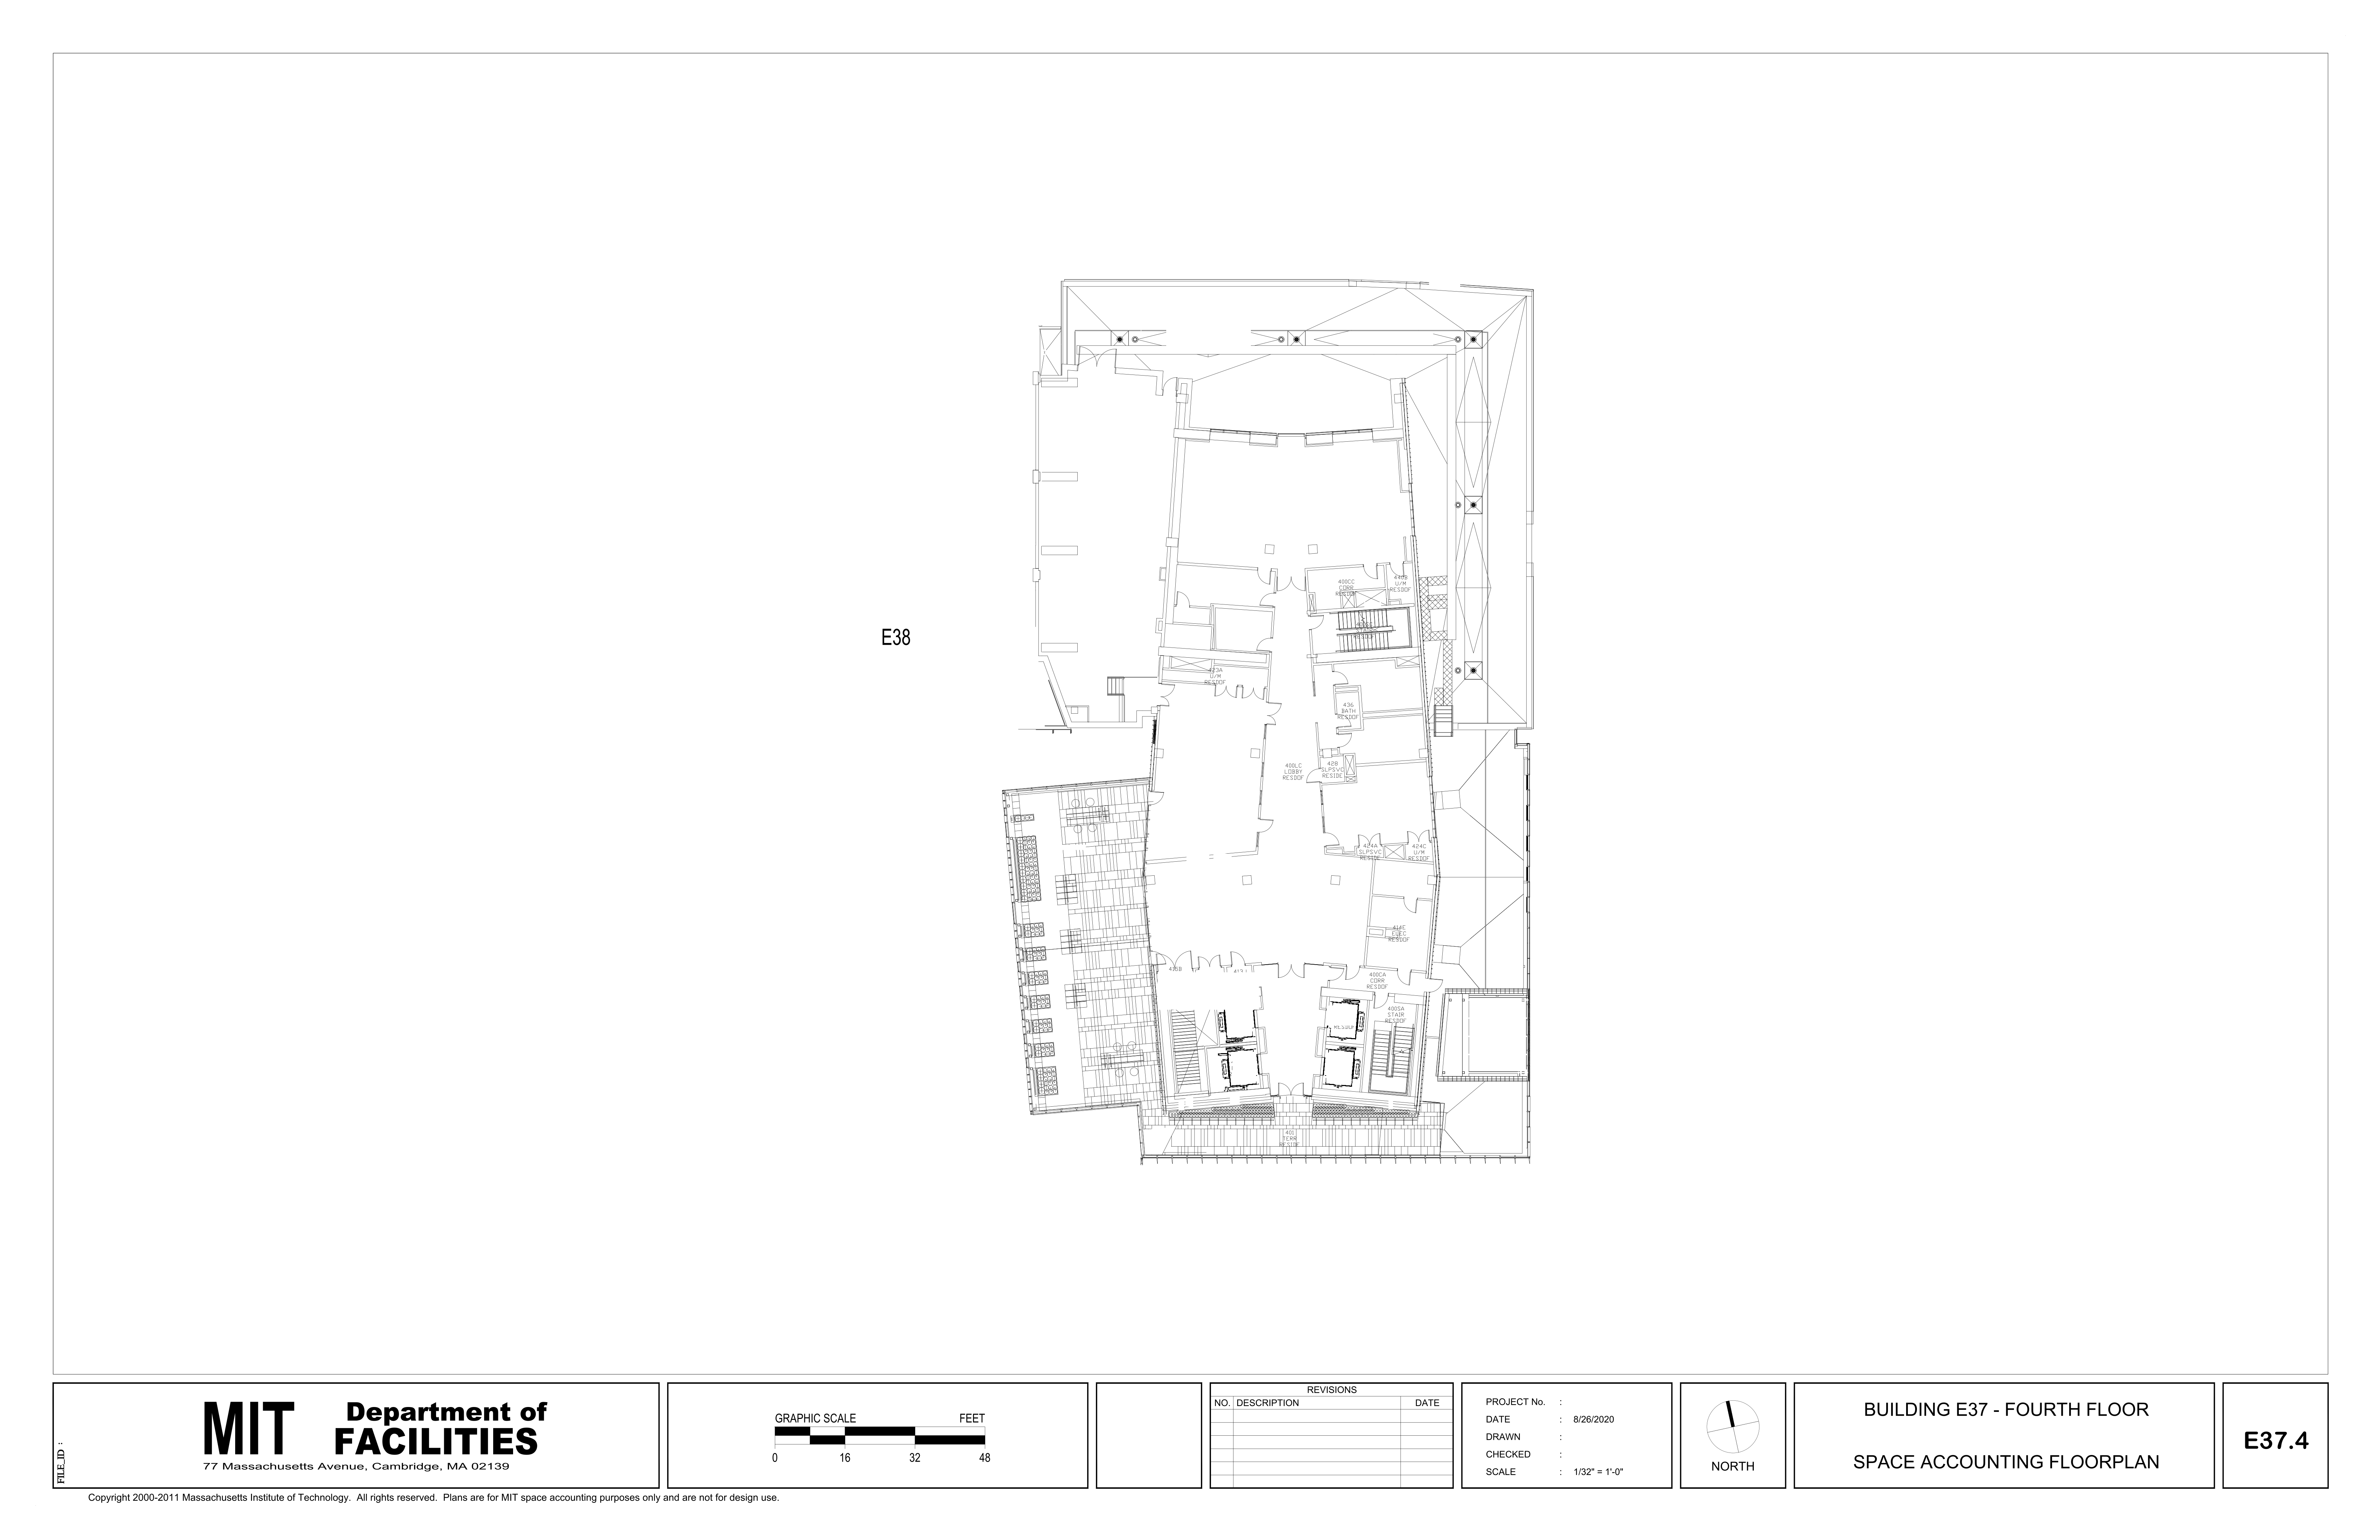 E38
400CC
CORR
RESDOF
U/M
RESDOF
RESDOF
423A
U/M
RESDOF
436
BATH
RESDOF
400LC
LOBBY
RESDOF
428
SLPSVC
RESIDE
424A
SLPSVC
RESIDE
424C
U/M
RESDOF
414E
ELEC
RESDOF
400CA
CORR
RESDOF
400SA
STAIR
RESDOF
RESDOF
401
TERR
RESIDE
FILE_ID :
MIT
Department of
FACILITIES
77 Massachusetts Avenue, Cambridge, MA 02139
GRAPHIC SCALE FEET
0 16 32 48
REVISIONS
NO. DESCRIPTION DATE
PROJECT No. :
DATE : 8/26/2020
DRAWN :
CHECKED :
SCALE : 1/32" = 1'-0"
NORTH
BUILDING E37 - FOURTH FLOOR
SPACE ACCOUNTING FLOORPLAN
E37.4
Copyright 2000-2011 Massachusetts Institute of Technology. All rights reserved. Plans are for MIT space accounting purposes only and are not for design use.